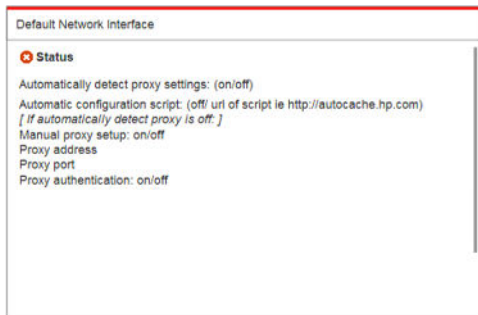 Default Network Interface
Status
Automatically detect proxy settings: (on/off)
Automatic configuration script: (off/ url of script ie http://autocache.hp.com)
[ If automatically detect proxy is off: ]
Manual proxy setup: on/off
Proxy address
Proxy port
Proxy authentication: on/off